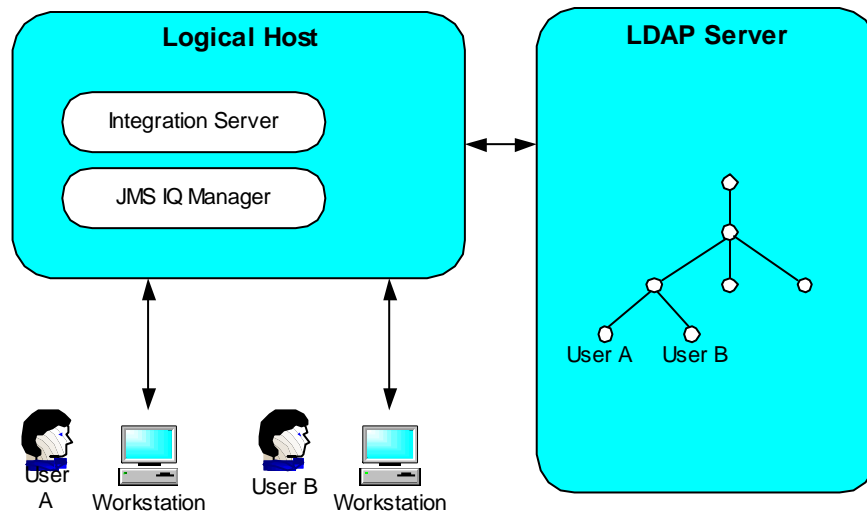 Logical Host
LDAP Server
Integration Server
JMS IQ Manager
User A
User B
User
A
Workstation
User B
Workstation